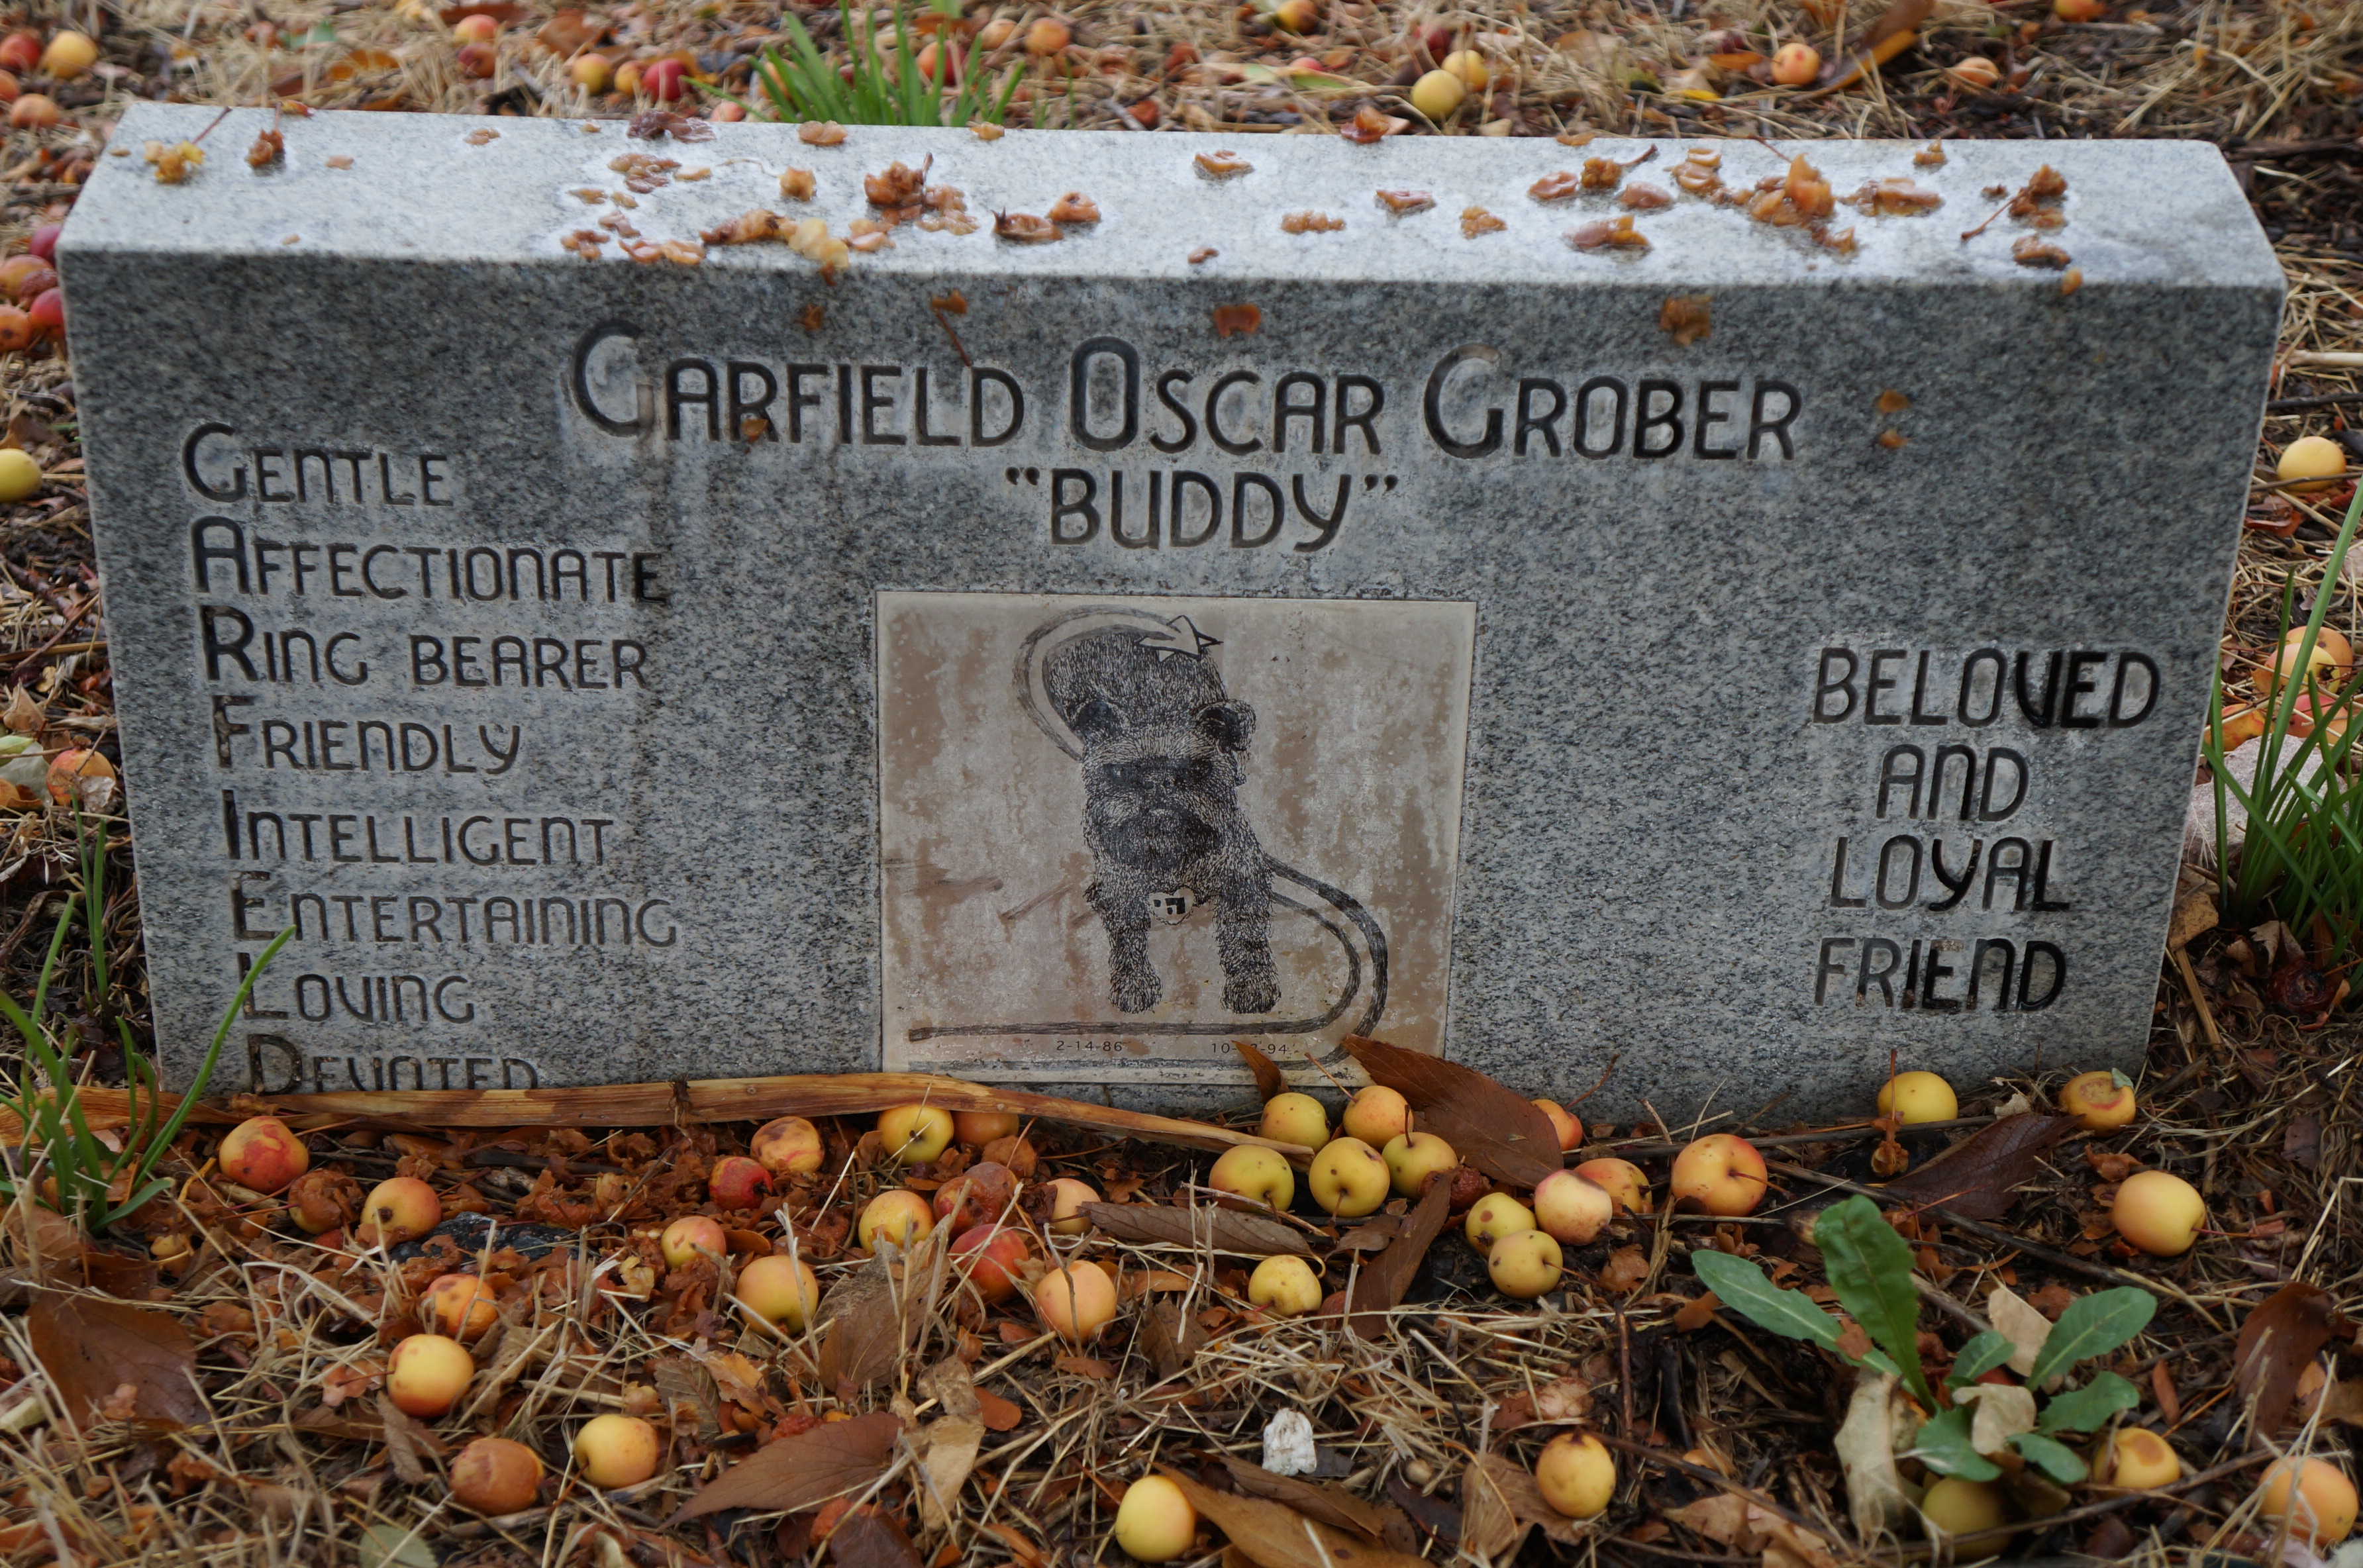 GARFIELD OSCAR GROBER
“BUDDY”
GENTLE
AFFECTIONATE
RING BEARER
FRIENDLY
INTELLIGENT
ENTERTAINING
LOVING
DEVOTED
2-14-86
BELOVED
AND
LOYAL
FRIEND